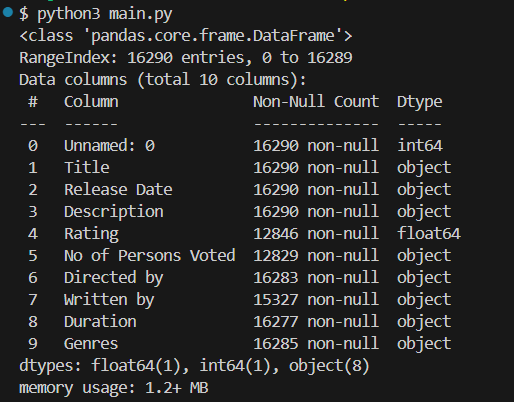 $ python3 main.py
<class 'pandas.core.frame.DataFrame'>
RangeIndex: 16290 entries, 0 to 16289
Data columns (total 10 columns):
 #   Column              Non-Null Count  Dtype
---  ------              --------------  -----
 0   Unnamed: 0          16290 non-null  int64
 1   Title               16290 non-null  object
 2   Release Date        16290 non-null  object
 3   Description         16290 non-null  object
 4   Rating              12846 non-null  float64
 5   No of Persons Voted  12829 non-null  object
 6   Directed by         16283 non-null  object
 7   Written by          15327 non-null  object
 8   Duration            16277 non-null  object
 9   Genres              16285 non-null  object
dtypes: float64(1), int64(1), object(8)
memory usage: 1.2+ MB